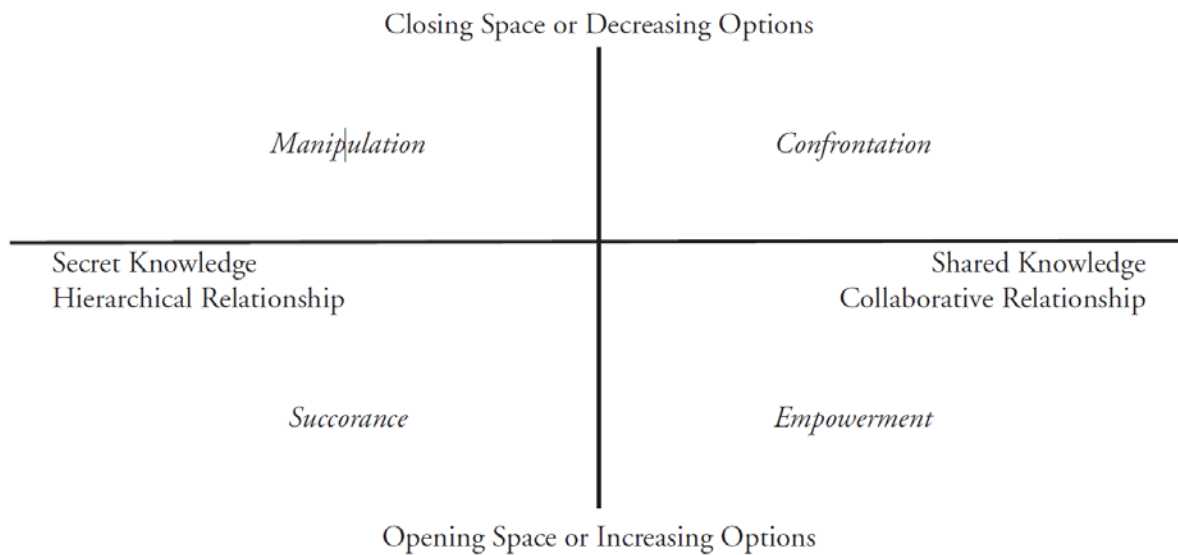 Closing Space or Decreasing Options
Manipulation
Confrontation
Secret Knowledge
Shared Knowledge
Hierarchical Relationship
Collaborative Relationship
Succorance
Empowerment
Opening Space or Increasing Options